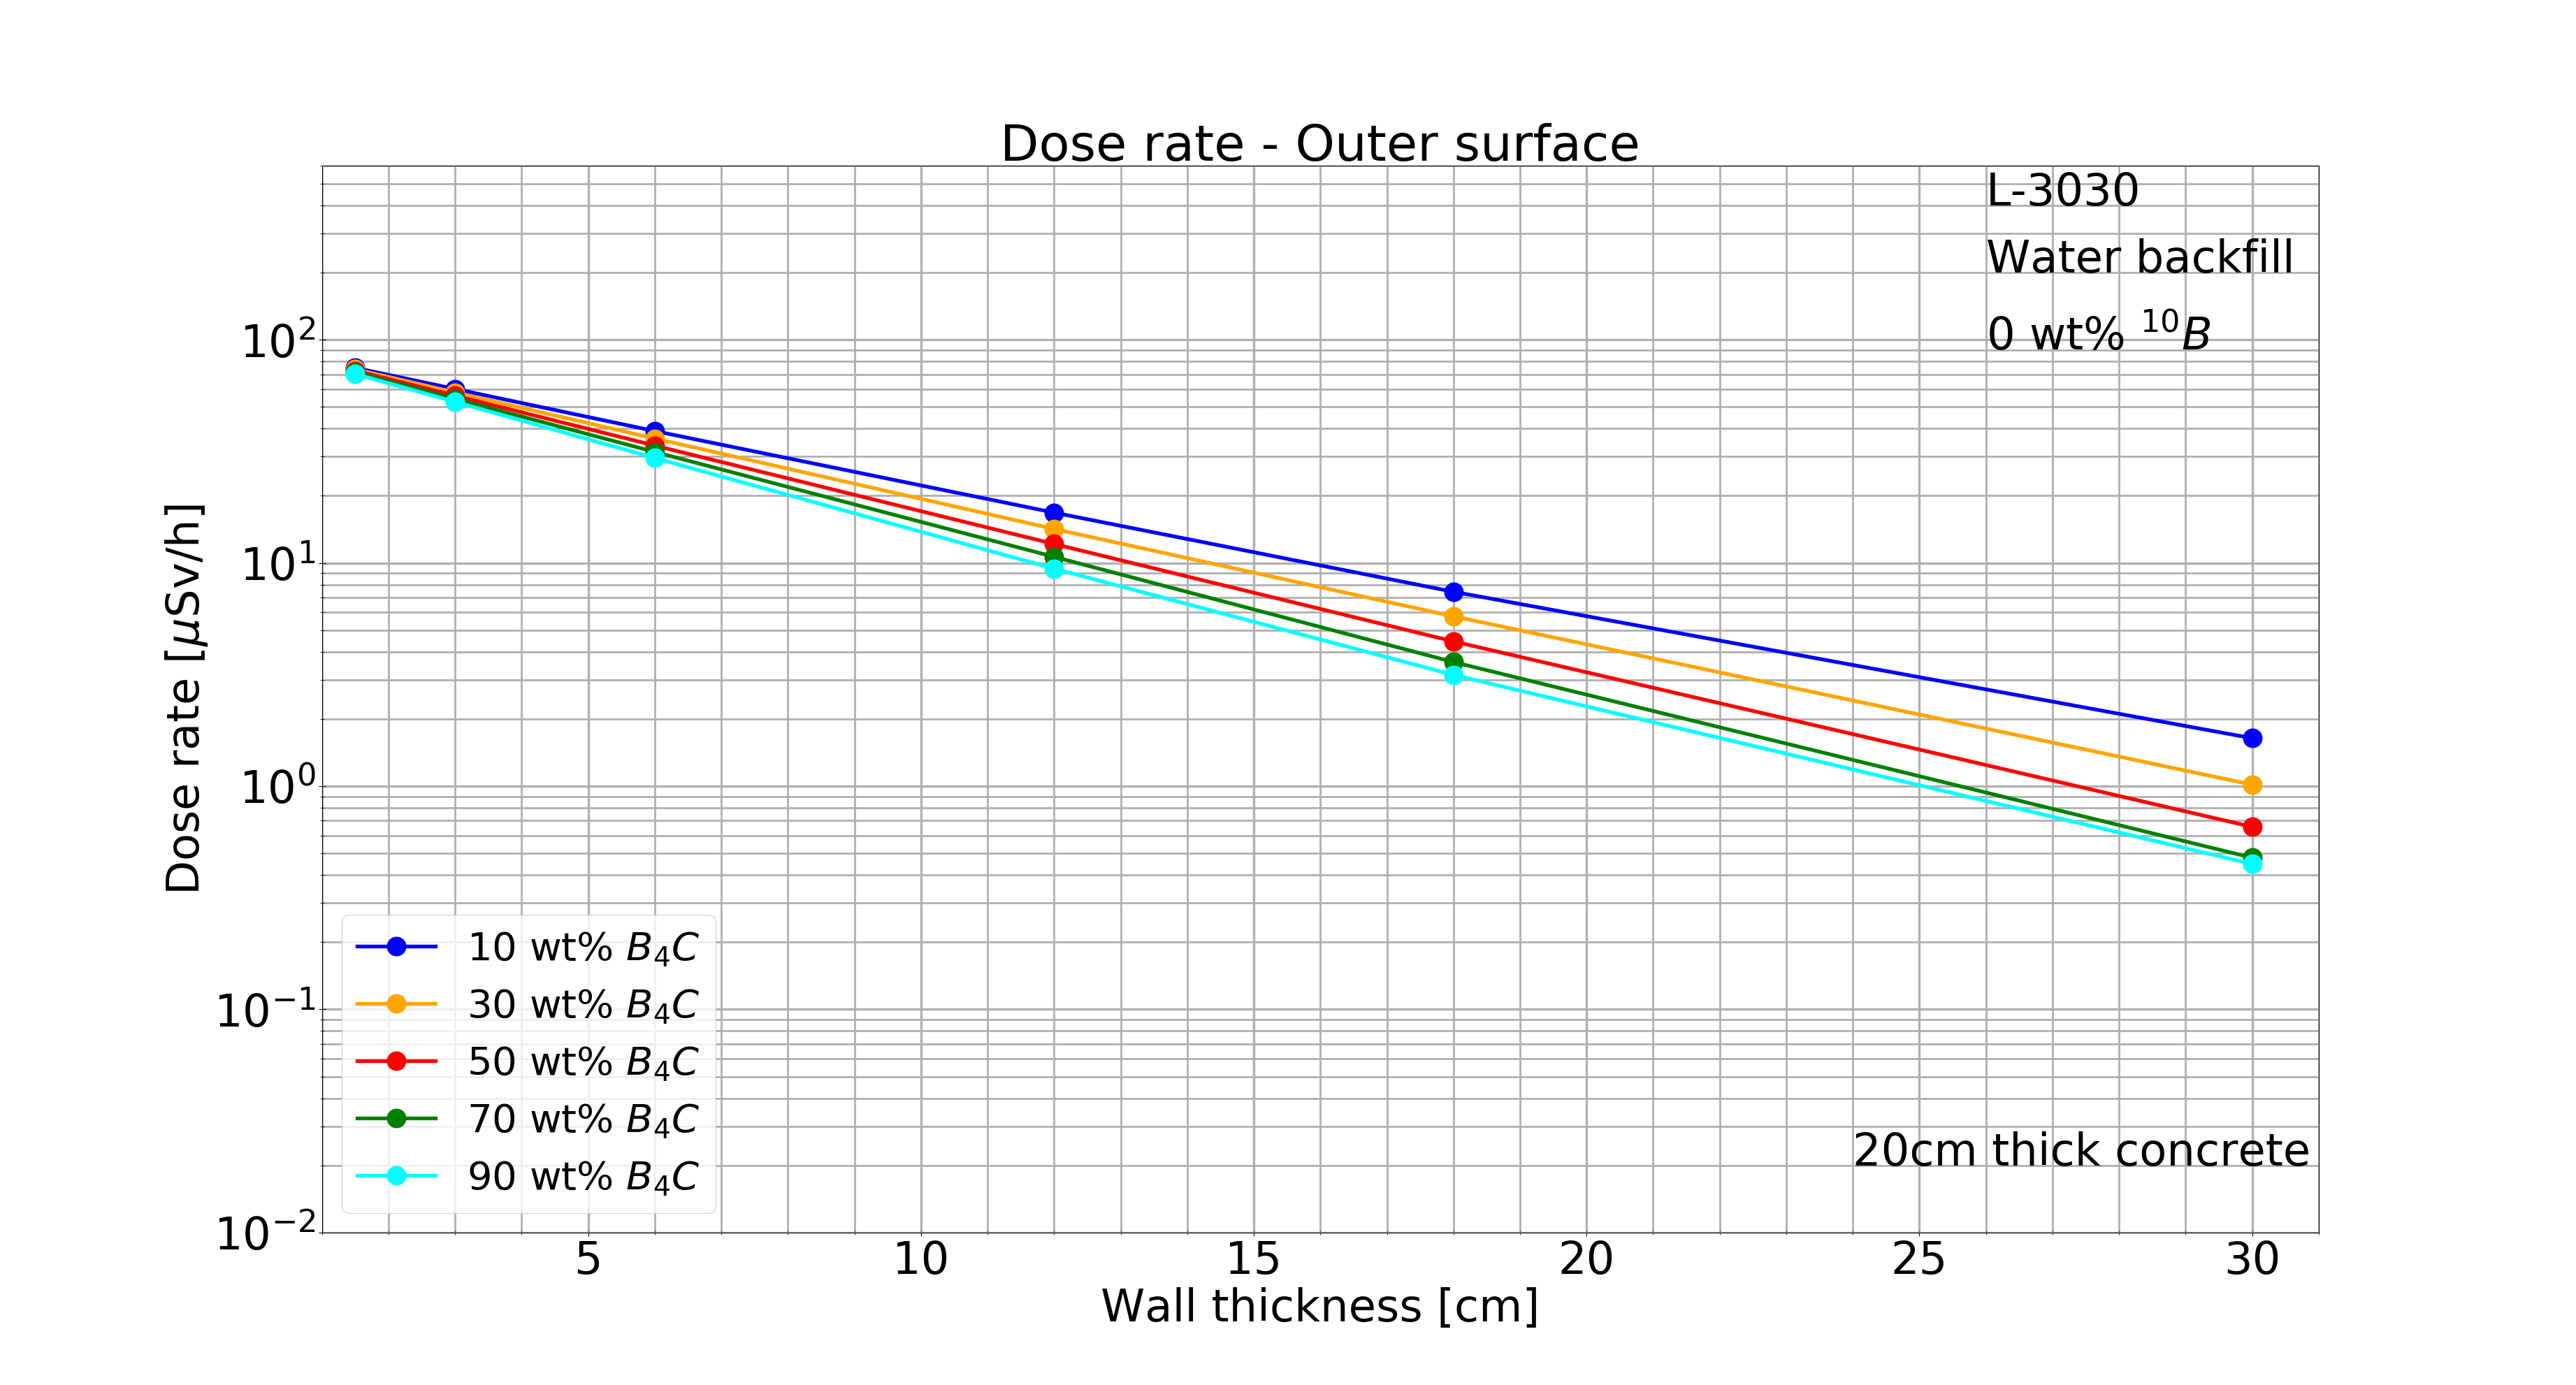 Dose rate - Outer surface
L-3030
Water backfill
0 wt% ¹⁰B
Dose rate [μSv/h]
10²
10¹
10⁰
10⁻¹
10⁻²
10 wt% B₄C
30 wt% B₄C
50 wt% B₄C
70 wt% B₄C
90 wt% B₄C
20cm thick concrete
5 10 15 20 25 30
Wall thickness [cm]